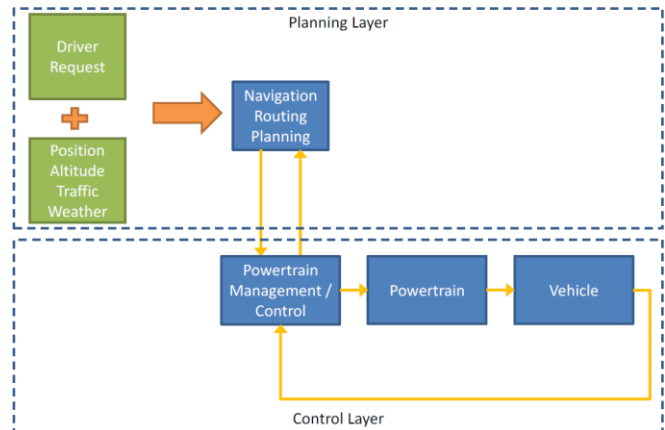 Planning Layer
Driver
Request
Position
Altitude
Traffic
Weather
Navigation
Routing
Planning
Powertrain
Management /
Control
Powertrain
Vehicle
Control Layer